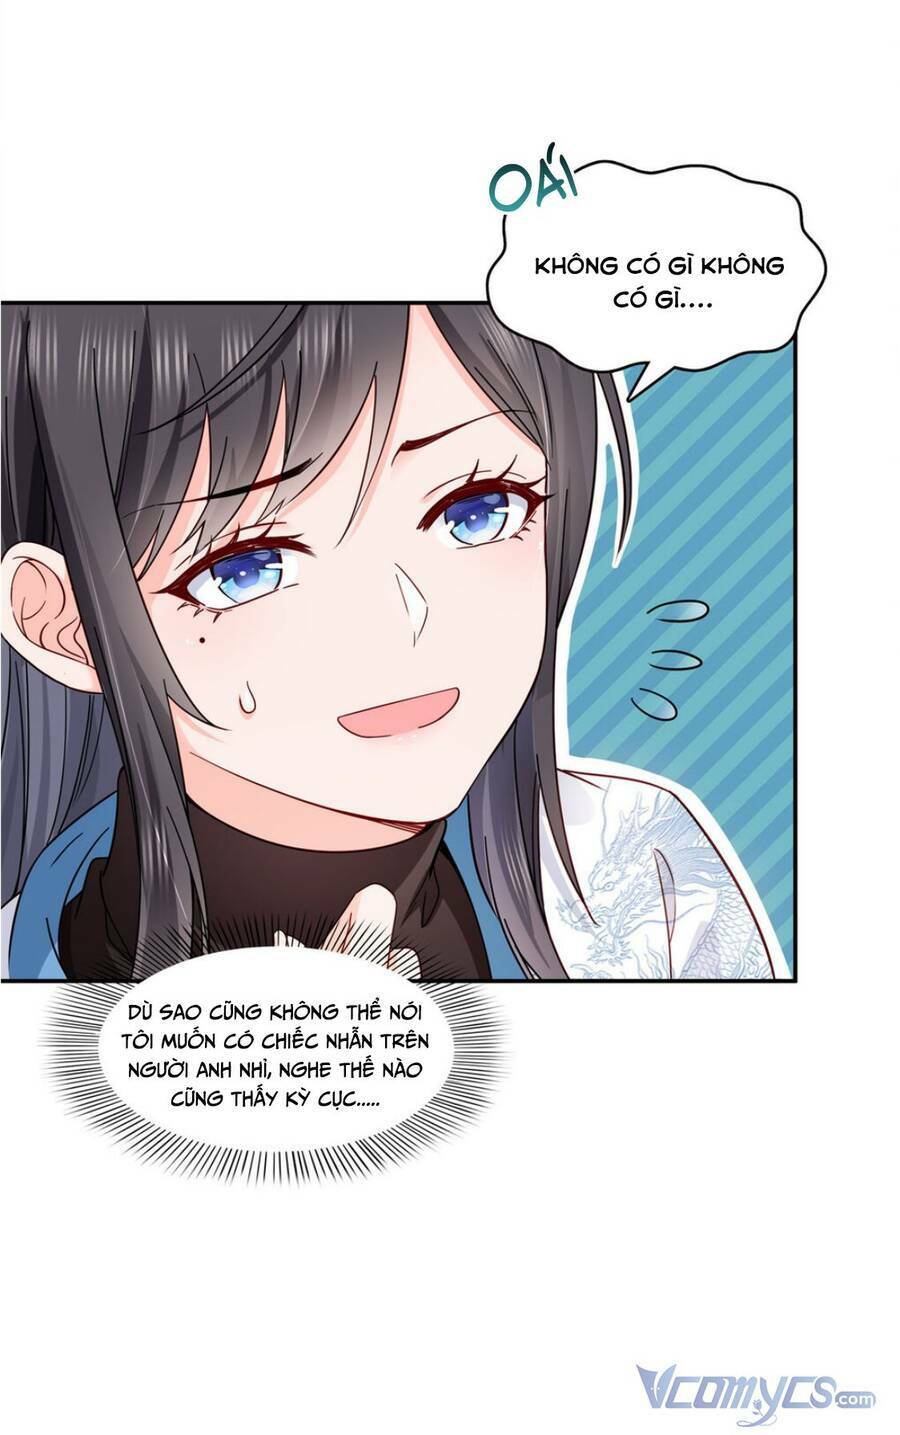 OÁI
KHÔNG CÓ GÌ KHÔNG
CÓ GÌ....
DÙ SAO CŨNG KHÔNG THỂ NÓI
TÔI MUỐN CÓ CHIẾC NHẪN TRÊN
NGƯỜI ANH NHỈ, NGHE THẾ NÀO
CŨNG THẤY KỲ CỤC.....
VCOMYCS.com